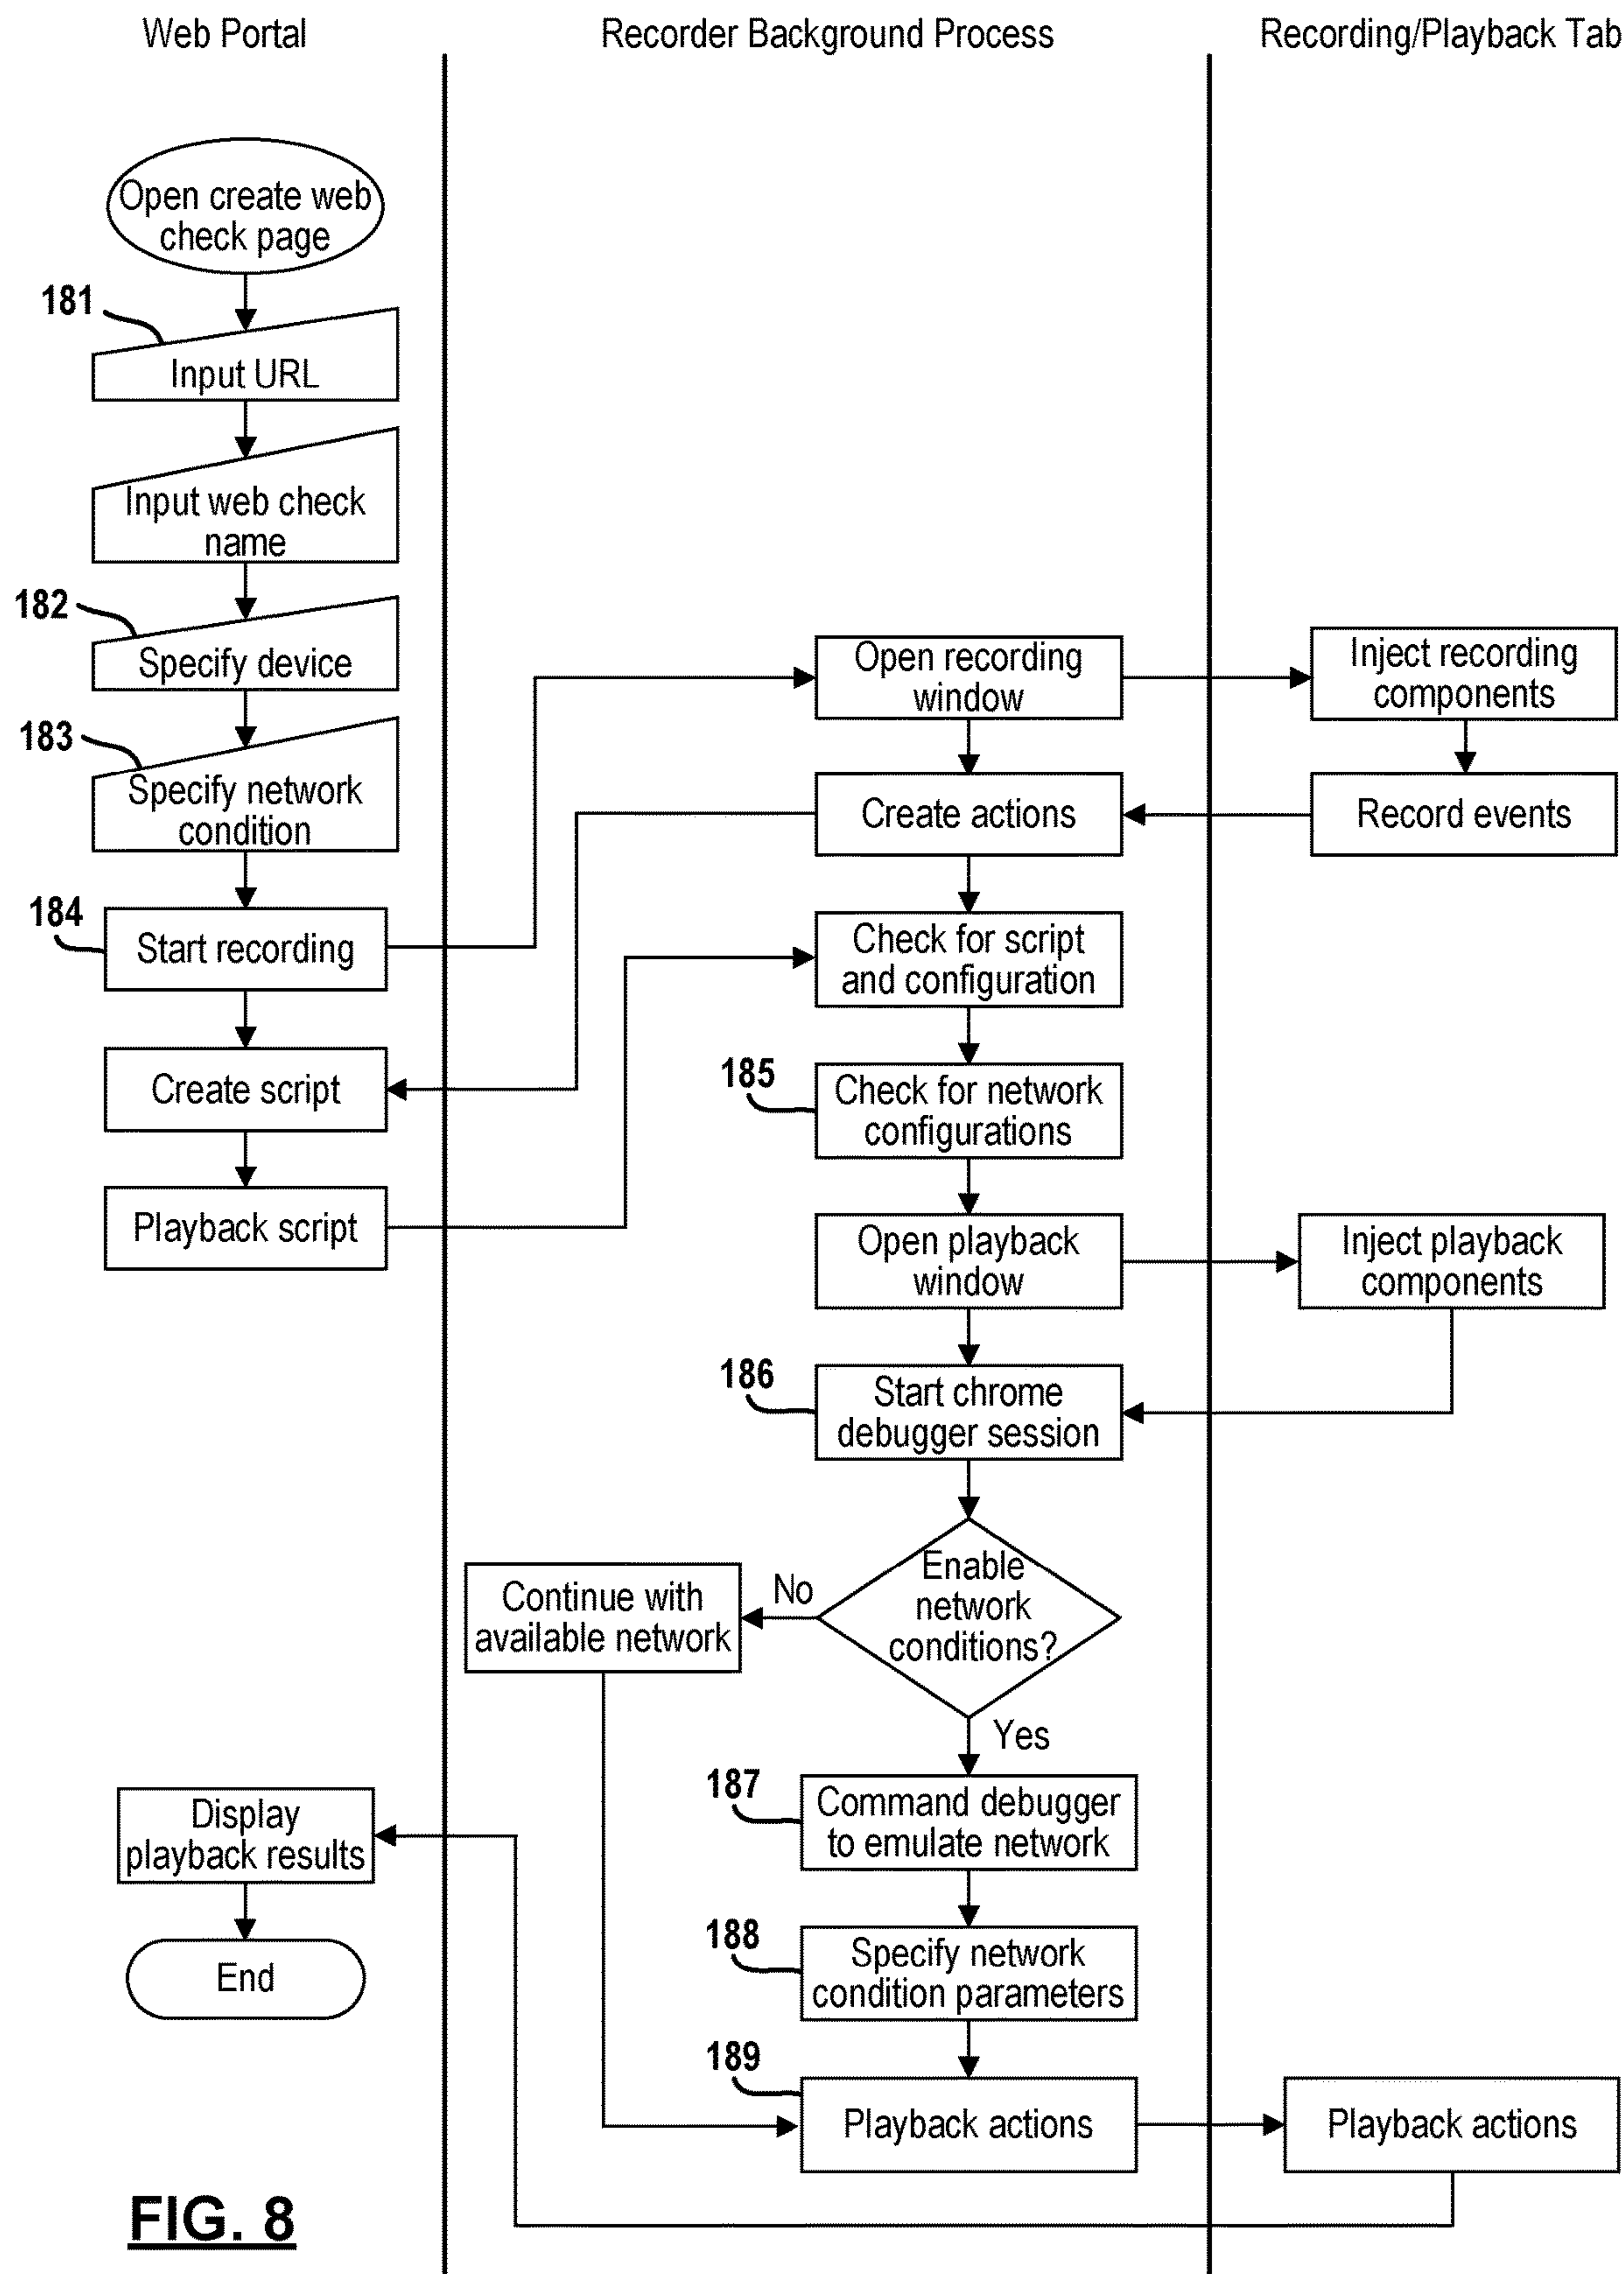 Web Portal
Recorder Background Process
Recording/Playback Tab
Open create web
check page
181
Input URL
Input web check
name
182
Specify device
183
Specify network
condition
184
Start recording
Create script
Playback script
Open recording
window
Inject recording
components
Create actions
Record events
Check for script
and configuration
185
Check for network
configurations
Open playback
window
Inject playback
components
186
Start chrome
debugger session
Enable
network
conditions?
No
Continue with
available network
Yes
187
Command debugger
to emulate network
188
Specify network
condition parameters
189
Playback actions
Playback actions
Display
playback results
End
FIG. 8